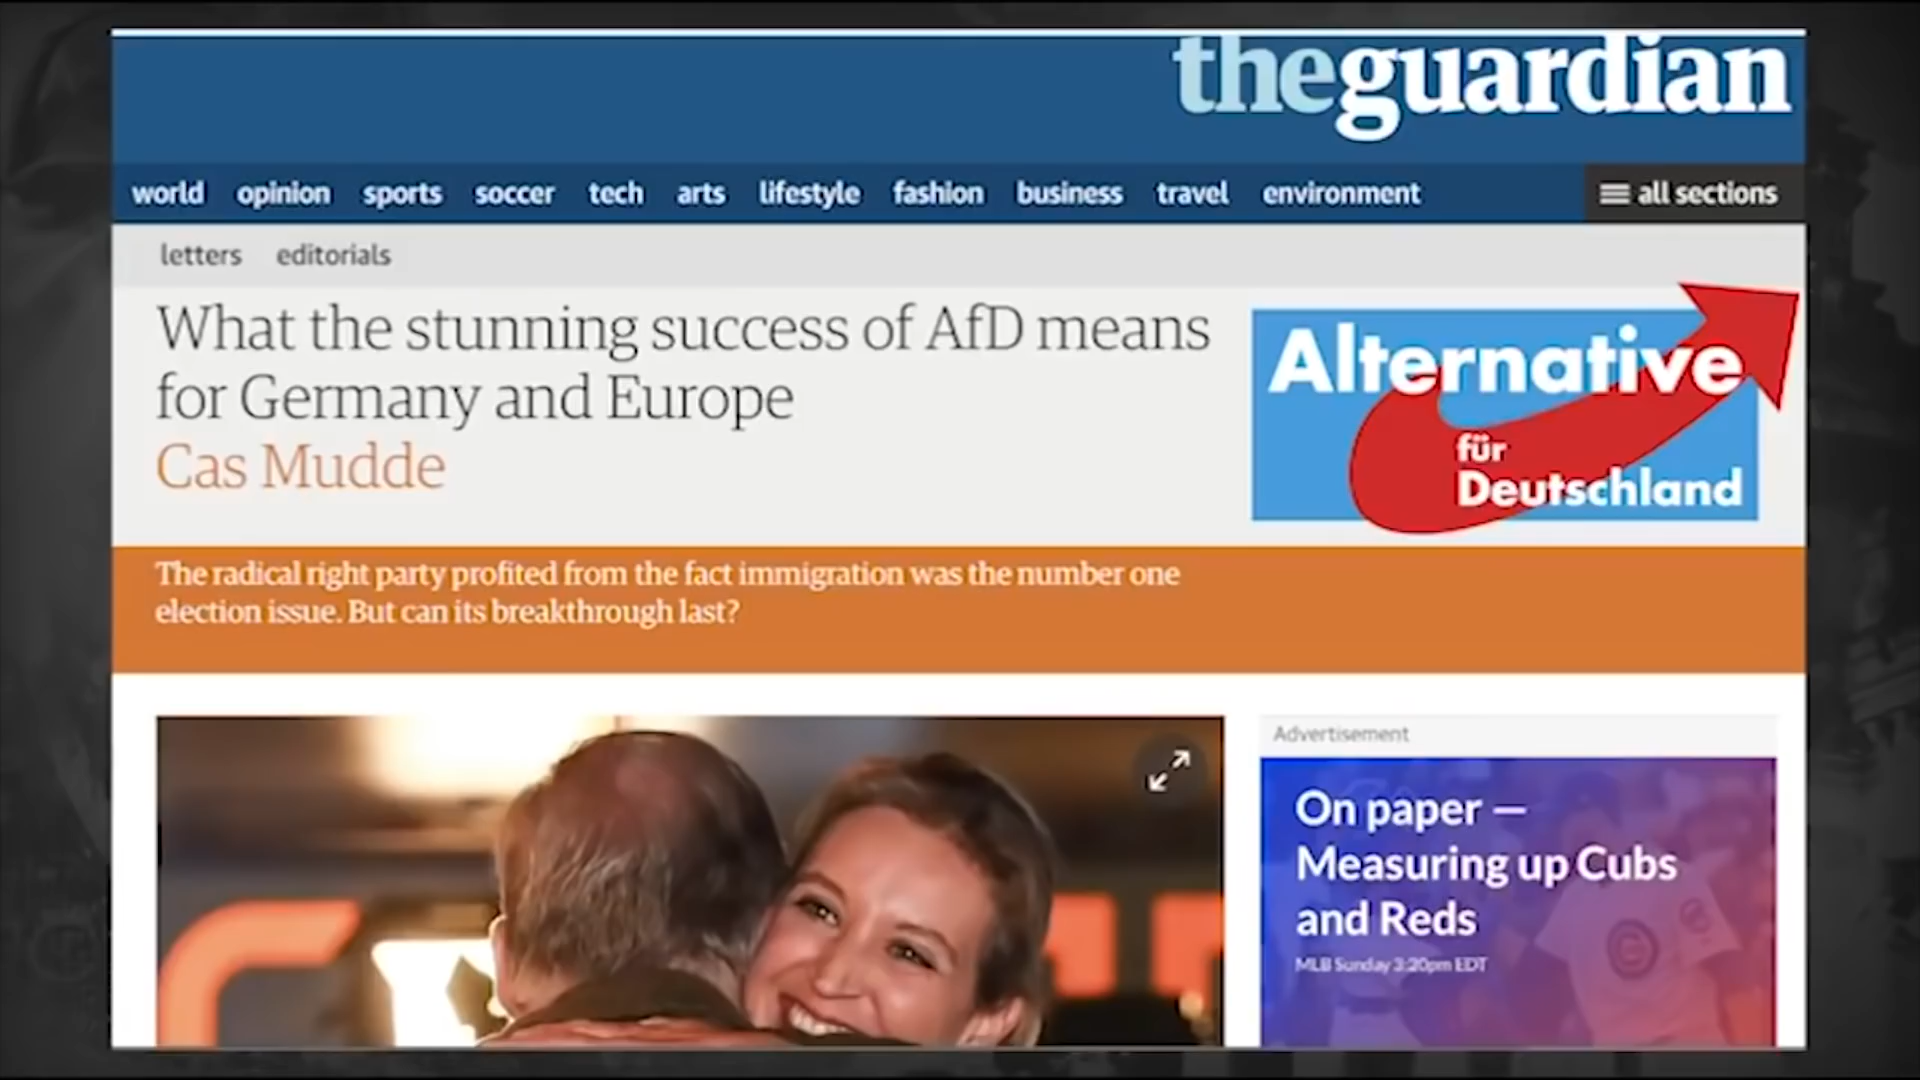 theguardian
world opinion sports soccer tech arts lifestyle fashion business travel environment all sections
letters editorials
What the stunning success of AfD means
for Germany and Europe
Cas Mudde
Alternative
für
Deutschland
The radical right party profited from the fact immigration was the number one
election issue. But can its breakthrough last?
Advertisement
On paper —
Measuring up Cubs
and Reds
MLB Sunday 3:20pm EDT